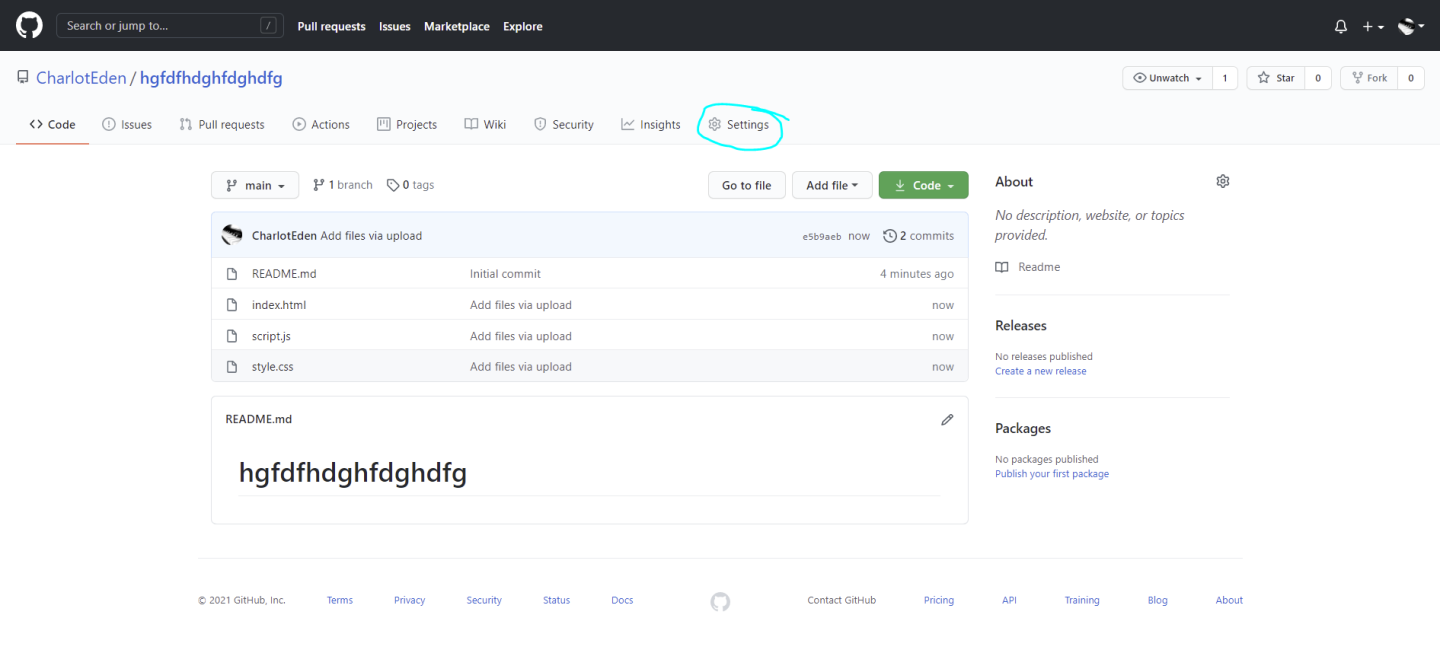 Search or jump to... / Pull requests Issues Marketplace Explore
CharlotEden / hgfdfhdghfdghdfg Unwatch 1 Star 0 Fork 0
Code Issues Pull requests Actions Projects Wiki Security Insights Settings
main 1 branch 0 tags Go to file Add file Code
CharlotEden Add files via upload e5b9aeb now 2 commits
README.md Initial commit 4 minutes ago
index.html Add files via upload now
script.js Add files via upload now
style.css Add files via upload now
README.md
hgfdfhdghfdghdfg
About
No description, website, or topics
provided.
Readme
Releases
No releases published
Create a new release
Packages
No packages published
Publish your first package
© 2021 GitHub, Inc. Terms Privacy Security Status Docs Contact GitHub Pricing API Training Blog About